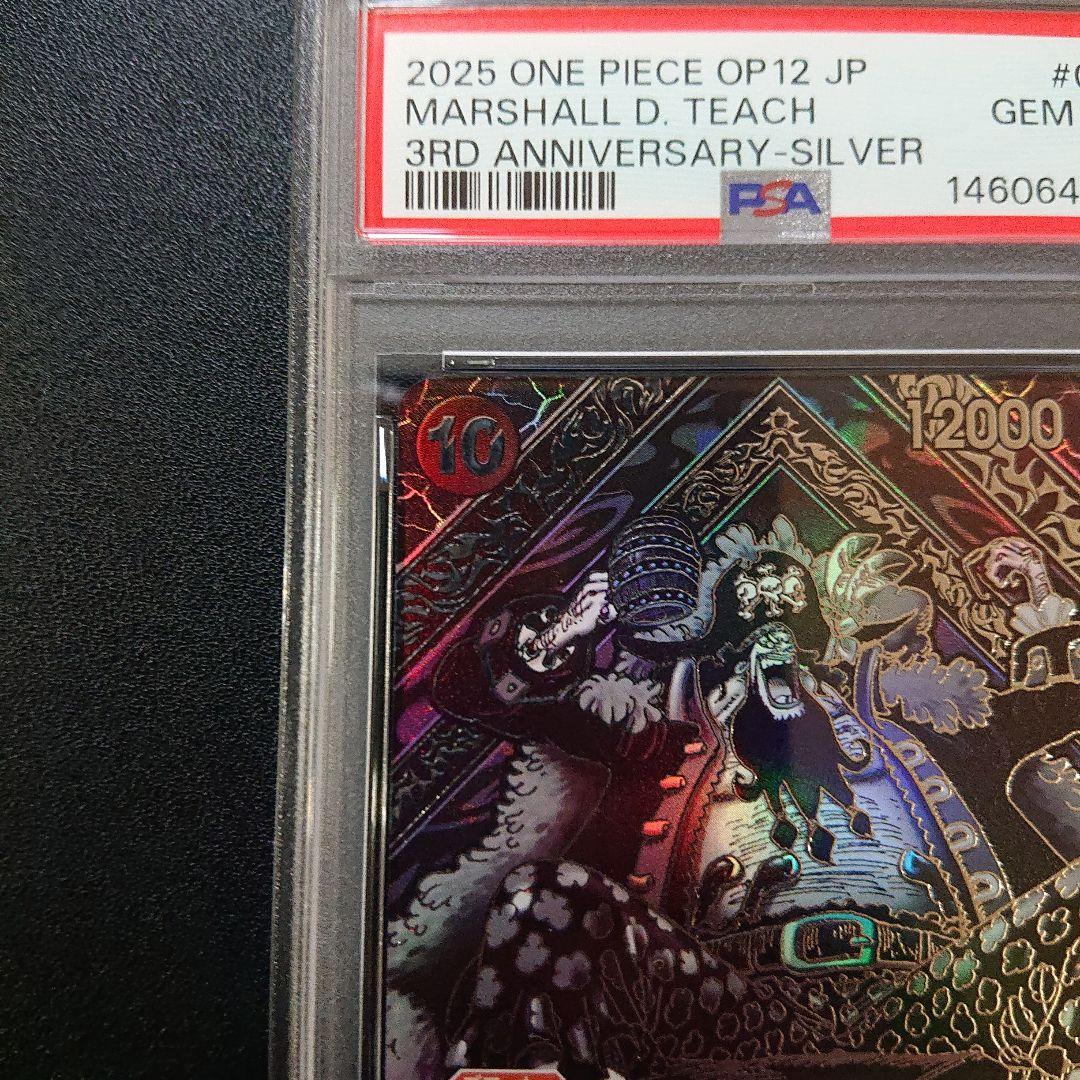 2025 ONE PIECE OP12 JP
MARSHALL D. TEACH GEM
3RD ANNIVERSARY-SILVER
PSA 146064
10 12000